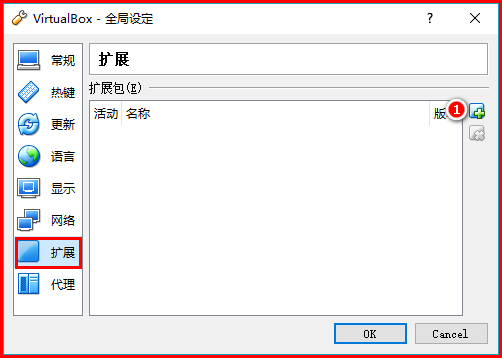 VirtualBox - 全局设定
?
常规
热键
更新
语言
显示
网络
扩展
代理
扩展
扩展包(E)
活动 名称
1
OK
Cancel